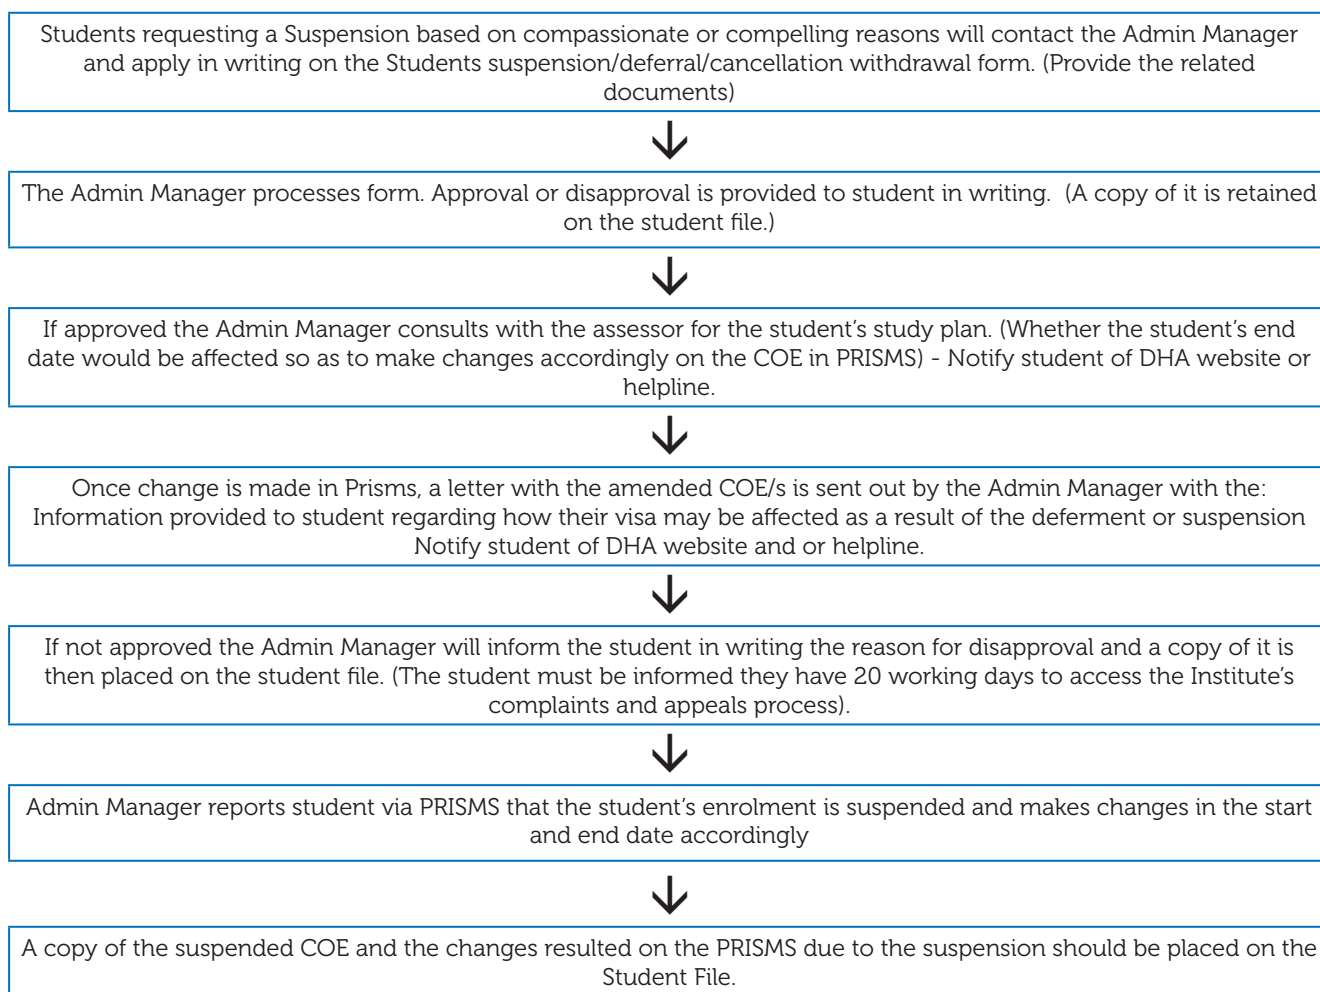 Students requesting a Suspension based on compassionate or compelling reasons will contact the Admin Manager
and apply in writing on the Students suspension/deferral/cancellation withdrawal form. (Provide the related
documents)
The Admin Manager processes form. Approval or disapproval is provided to student in writing.  (A copy of it is retained
on the student file.)
If approved the Admin Manager consults with the assessor for the student's study plan. (Whether the student's end
date would be affected so as to make changes accordingly on the COE in PRISMS) - Notify student of DHA website or
helpline.
Once change is made in Prisms, a letter with the amended COE/s is sent out by the Admin Manager with the:
Information provided to student regarding how their visa may be affected as a result of the deferment or suspension
Notify student of DHA website and or helpline.
If not approved the Admin Manager will inform the student in writing the reason for disapproval and a copy of it is
then placed on the student file. (The student must be informed they have 20 working days to access the Institute's
complaints and appeals process).
Admin Manager reports student via PRISMS that the student's enrolment is suspended and makes changes in the start
and end date accordingly
A copy of the suspended COE and the changes resulted on the PRISMS due to the suspension should be placed on the
Student File.